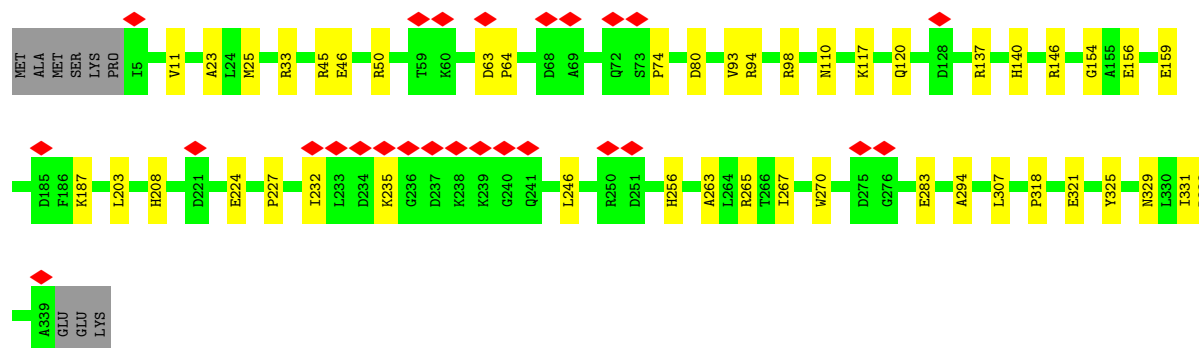 MET ALA MET SER LYS PRO I5 V11 A23 L24 M25 R33 R45 E46 R50 T59 K60 D63 P64 D68 A69 Q72 S73 P74 D80 V93 R94 R98 N110 K117 Q120 D128 R137 H140 R146 G154 A155 E156 E159
D185 F186 K187 L203 H208 D221 E224 P227 I232 L233 D234 K235 G236 D237 K238 K239 G240 Q241 L246 R250 D251 H256 A263 L264 R265 T266 I267 W270 D275 G276 E283 A294 L307 P318 E321 Y325 N329 L330 I331
A339 GLU GLU LYS